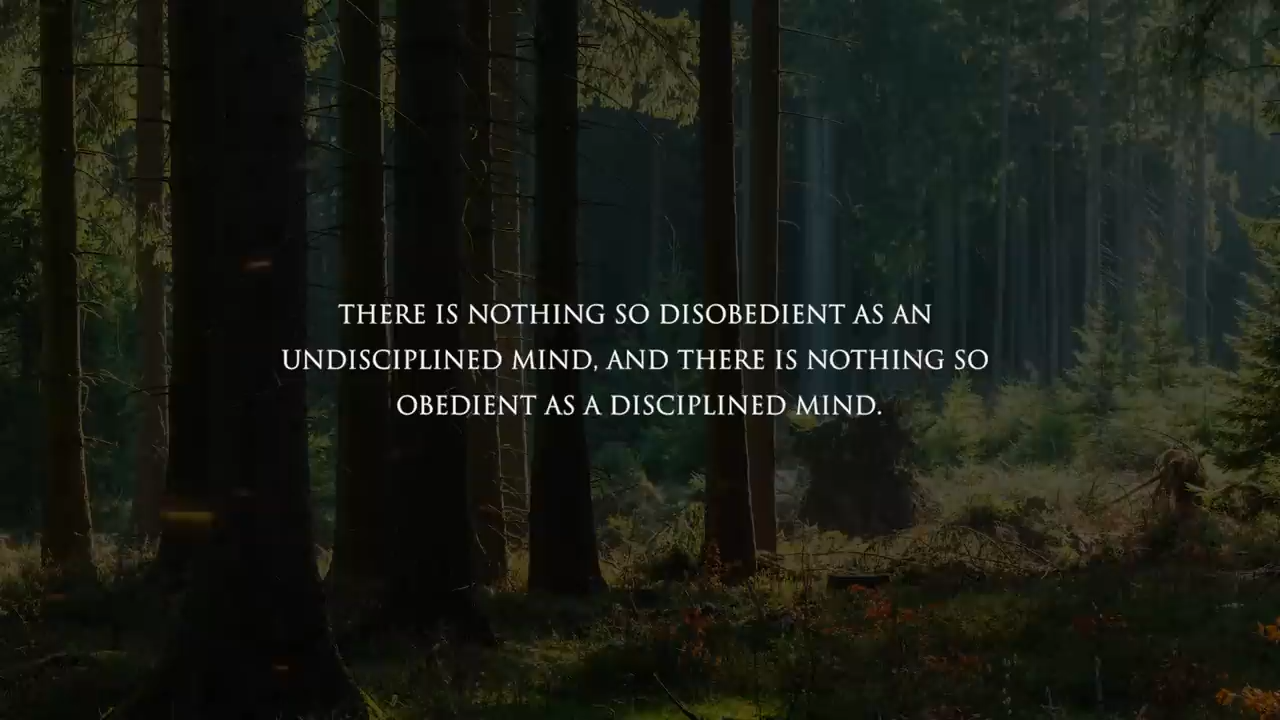 THERE IS NOTHING SO DISOBEDIENT AS AN
UNDISCIPLINED MIND, AND THERE IS NOTHING SO
OBEDIENT AS A DISCIPLINED MIND.